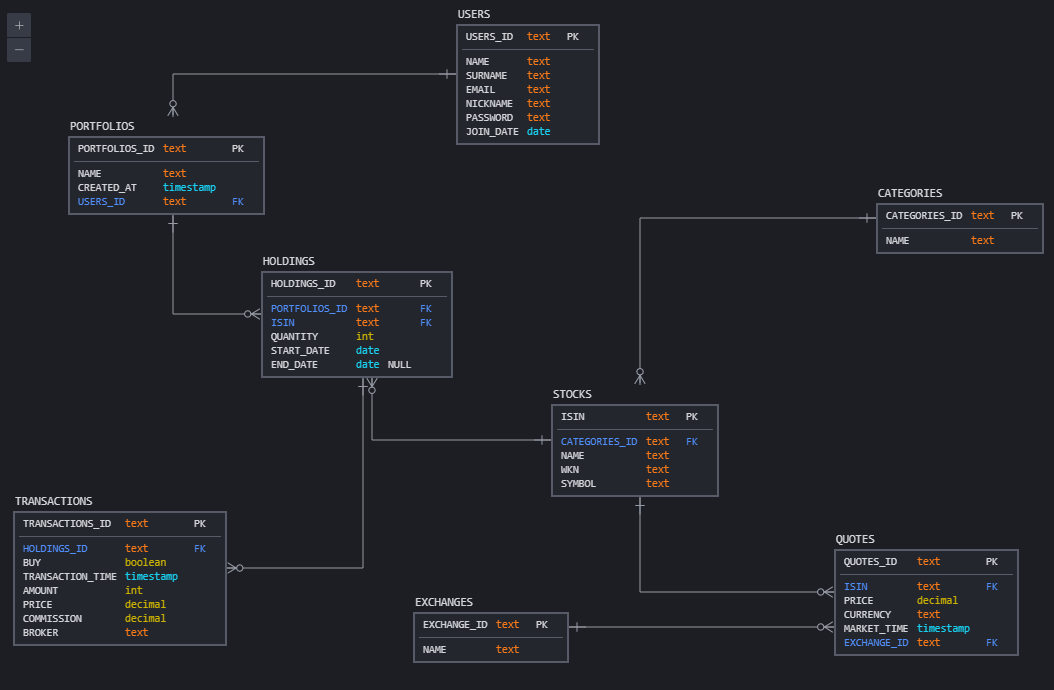 +
−
USERS
USERS_ID text PK
NAME text
SURNAME text
EMAIL text
NICKNAME text
PASSWORD text
JOIN_DATE date
PORTFOLIOS
PORTFOLIOS_ID text PK
NAME text
CREATED_AT timestamp
USERS_ID text FK
CATEGORIES
CATEGORIES_ID text PK
NAME text
HOLDINGS
HOLDINGS_ID text PK
PORTFOLIOS_ID text FK
ISIN text FK
QUANTITY int
START_DATE date
END_DATE date NULL
STOCKS
ISIN text PK
CATEGORIES_ID text FK
NAME text
WKN text
SYMBOL text
TRANSACTIONS
TRANSACTIONS_ID text PK
HOLDINGS_ID text FK
BUY boolean
TRANSACTION_TIME timestamp
AMOUNT int
PRICE decimal
COMMISSION decimal
BROKER text
QUOTES
QUOTES_ID text PK
ISIN text FK
PRICE decimal
CURRENCY text
MARKET_TIME timestamp
EXCHANGE_ID text FK
EXCHANGES
EXCHANGE_ID text PK
NAME text